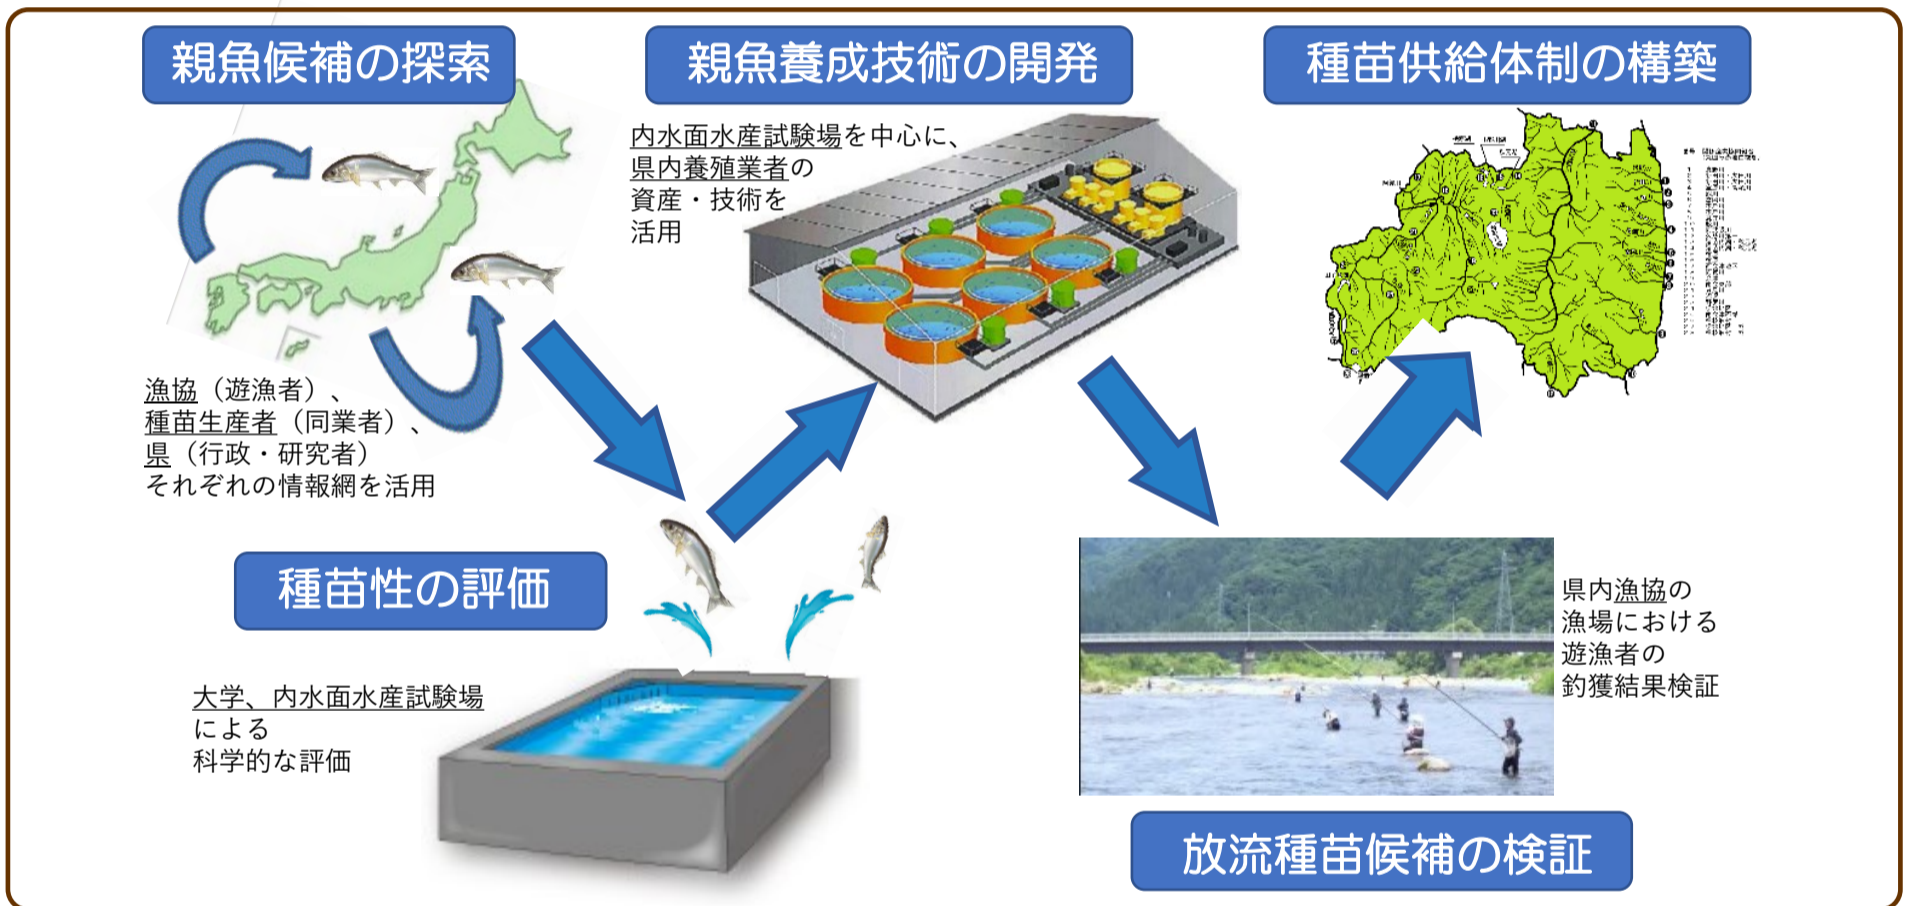 親魚候補の探索
漁協（遊漁者）、
種苗生産者（同業者）、
県（行政・研究者）
それぞれの情報網を活用
種苗性の評価
大学、内水面水産試験場
による
科学的な評価
親魚養成技術の開発
内水面水産試験場を中心に、
県内養殖業者の
資産・技術を
活用
県内漁協の
漁場における
遊漁者の
釣獲結果検証
放流種苗候補の検証
種苗供給体制の構築